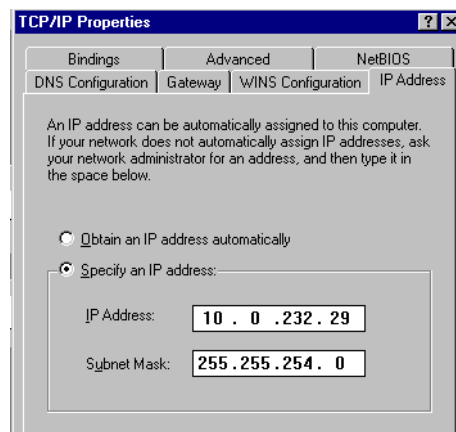 TCP/IP Properties ? ×
Bindings Advanced NetBIOS
DNS Configuration Gateway WINS Configuration IP Address
An IP address can be automatically assigned to this computer.
If your network does not automatically assign IP addresses, ask
your network administrator for an address, and then type it in
the space below.
Obtain an IP address automatically
Specify an IP address:
IP Address: 10 . 0 .232 . 29
Subnet Mask: 255 .255 .254 . 0